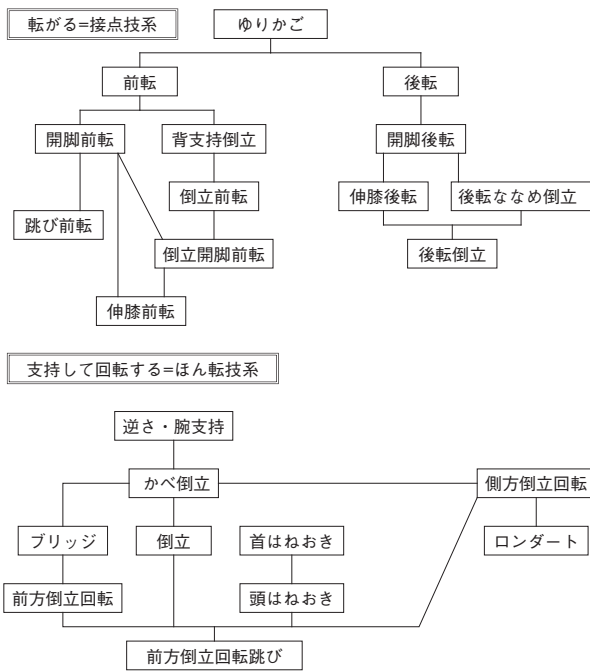 転がる=接点技系
ゆりかご
前転
後転
開脚前転
背支持倒立
開脚後転
倒立前転
伸膝後転
後転ななめ倒立
跳び前転
倒立開脚前転
後転倒立
伸膝前転
支持して回転する=ほん転技系
逆さ・腕支持
かべ倒立
側方倒立回転
ブリッジ
倒立
首はねおき
ロンダート
前方倒立回転
頭はねおき
前方倒立回転跳び